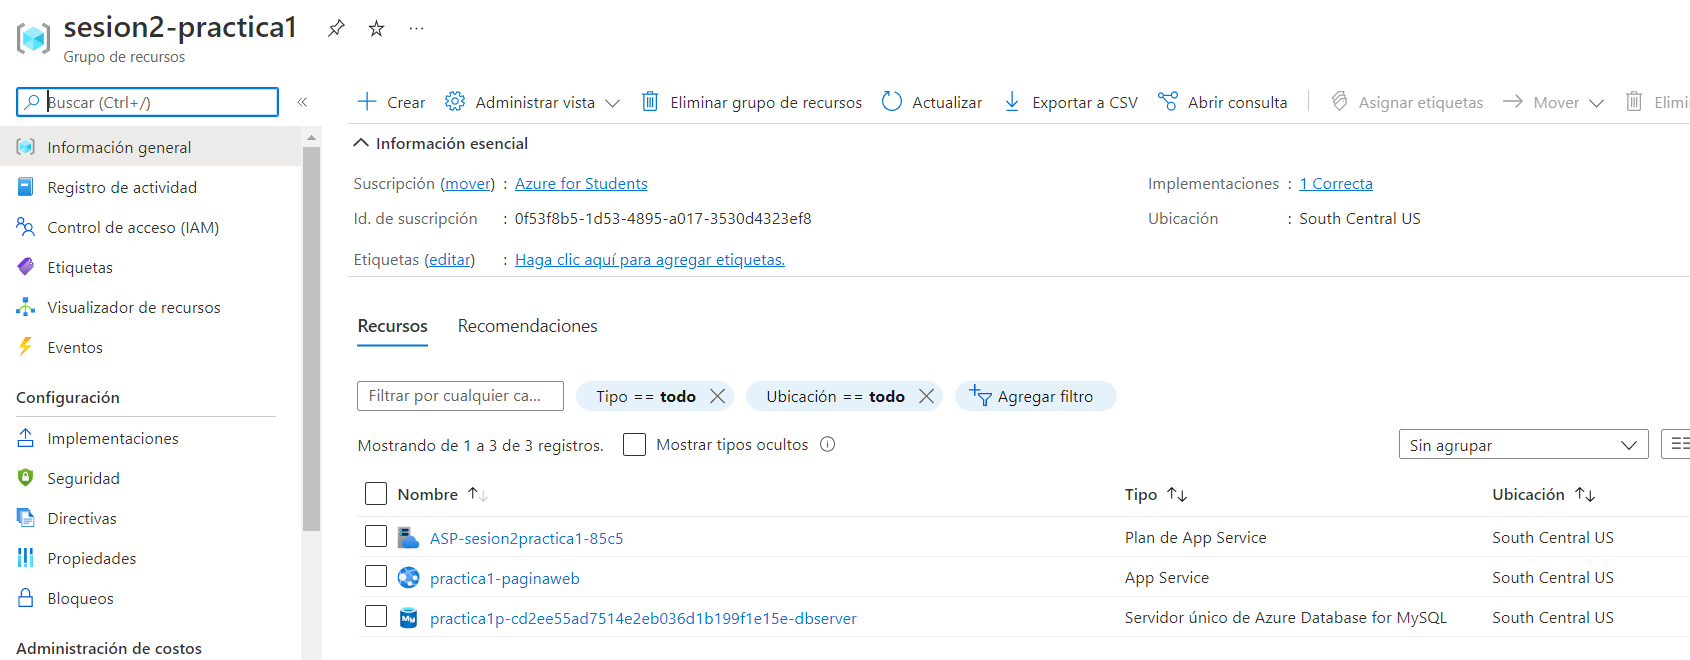 sesion2-practica1
Grupo de recursos
Buscar (Ctrl+/)
Crear
Administrar vista
Eliminar grupo de recursos
Actualizar
Exportar a CSV
Abrir consulta
Asignar etiquetas
Mover
Elimi
Información general
Registro de actividad
Control de acceso (IAM)
Etiquetas
Visualizador de recursos
Eventos
Configuración
Implementaciones
Seguridad
Directivas
Propiedades
Bloqueos
Administración de costos
Información esencial
Suscripción (mover) : Azure for Students
Implementaciones : 1 Correcta
Id. de suscripción : 0f53f8b5-1d53-4895-a017-3530d4323ef8
Ubicación : South Central US
Etiquetas (editar) : Haga clic aquí para agregar etiquetas.
Recursos Recomendaciones
Filtrar por cualquier ca... Tipo == todo Ubicación == todo Agregar filtro
Mostrando de 1 a 3 de 3 registros. Mostrar tipos ocultos Sin agrupar
Nombre Tipo Ubicación
ASP-sesion2practica1-85c5 Plan de App Service South Central US
practica1-paginaweb App Service South Central US
practica1p-cd2ee55ad7514e2eb036d1b199f1e15e-dbserver Servidor único de Azure Database for MySQL South Central US